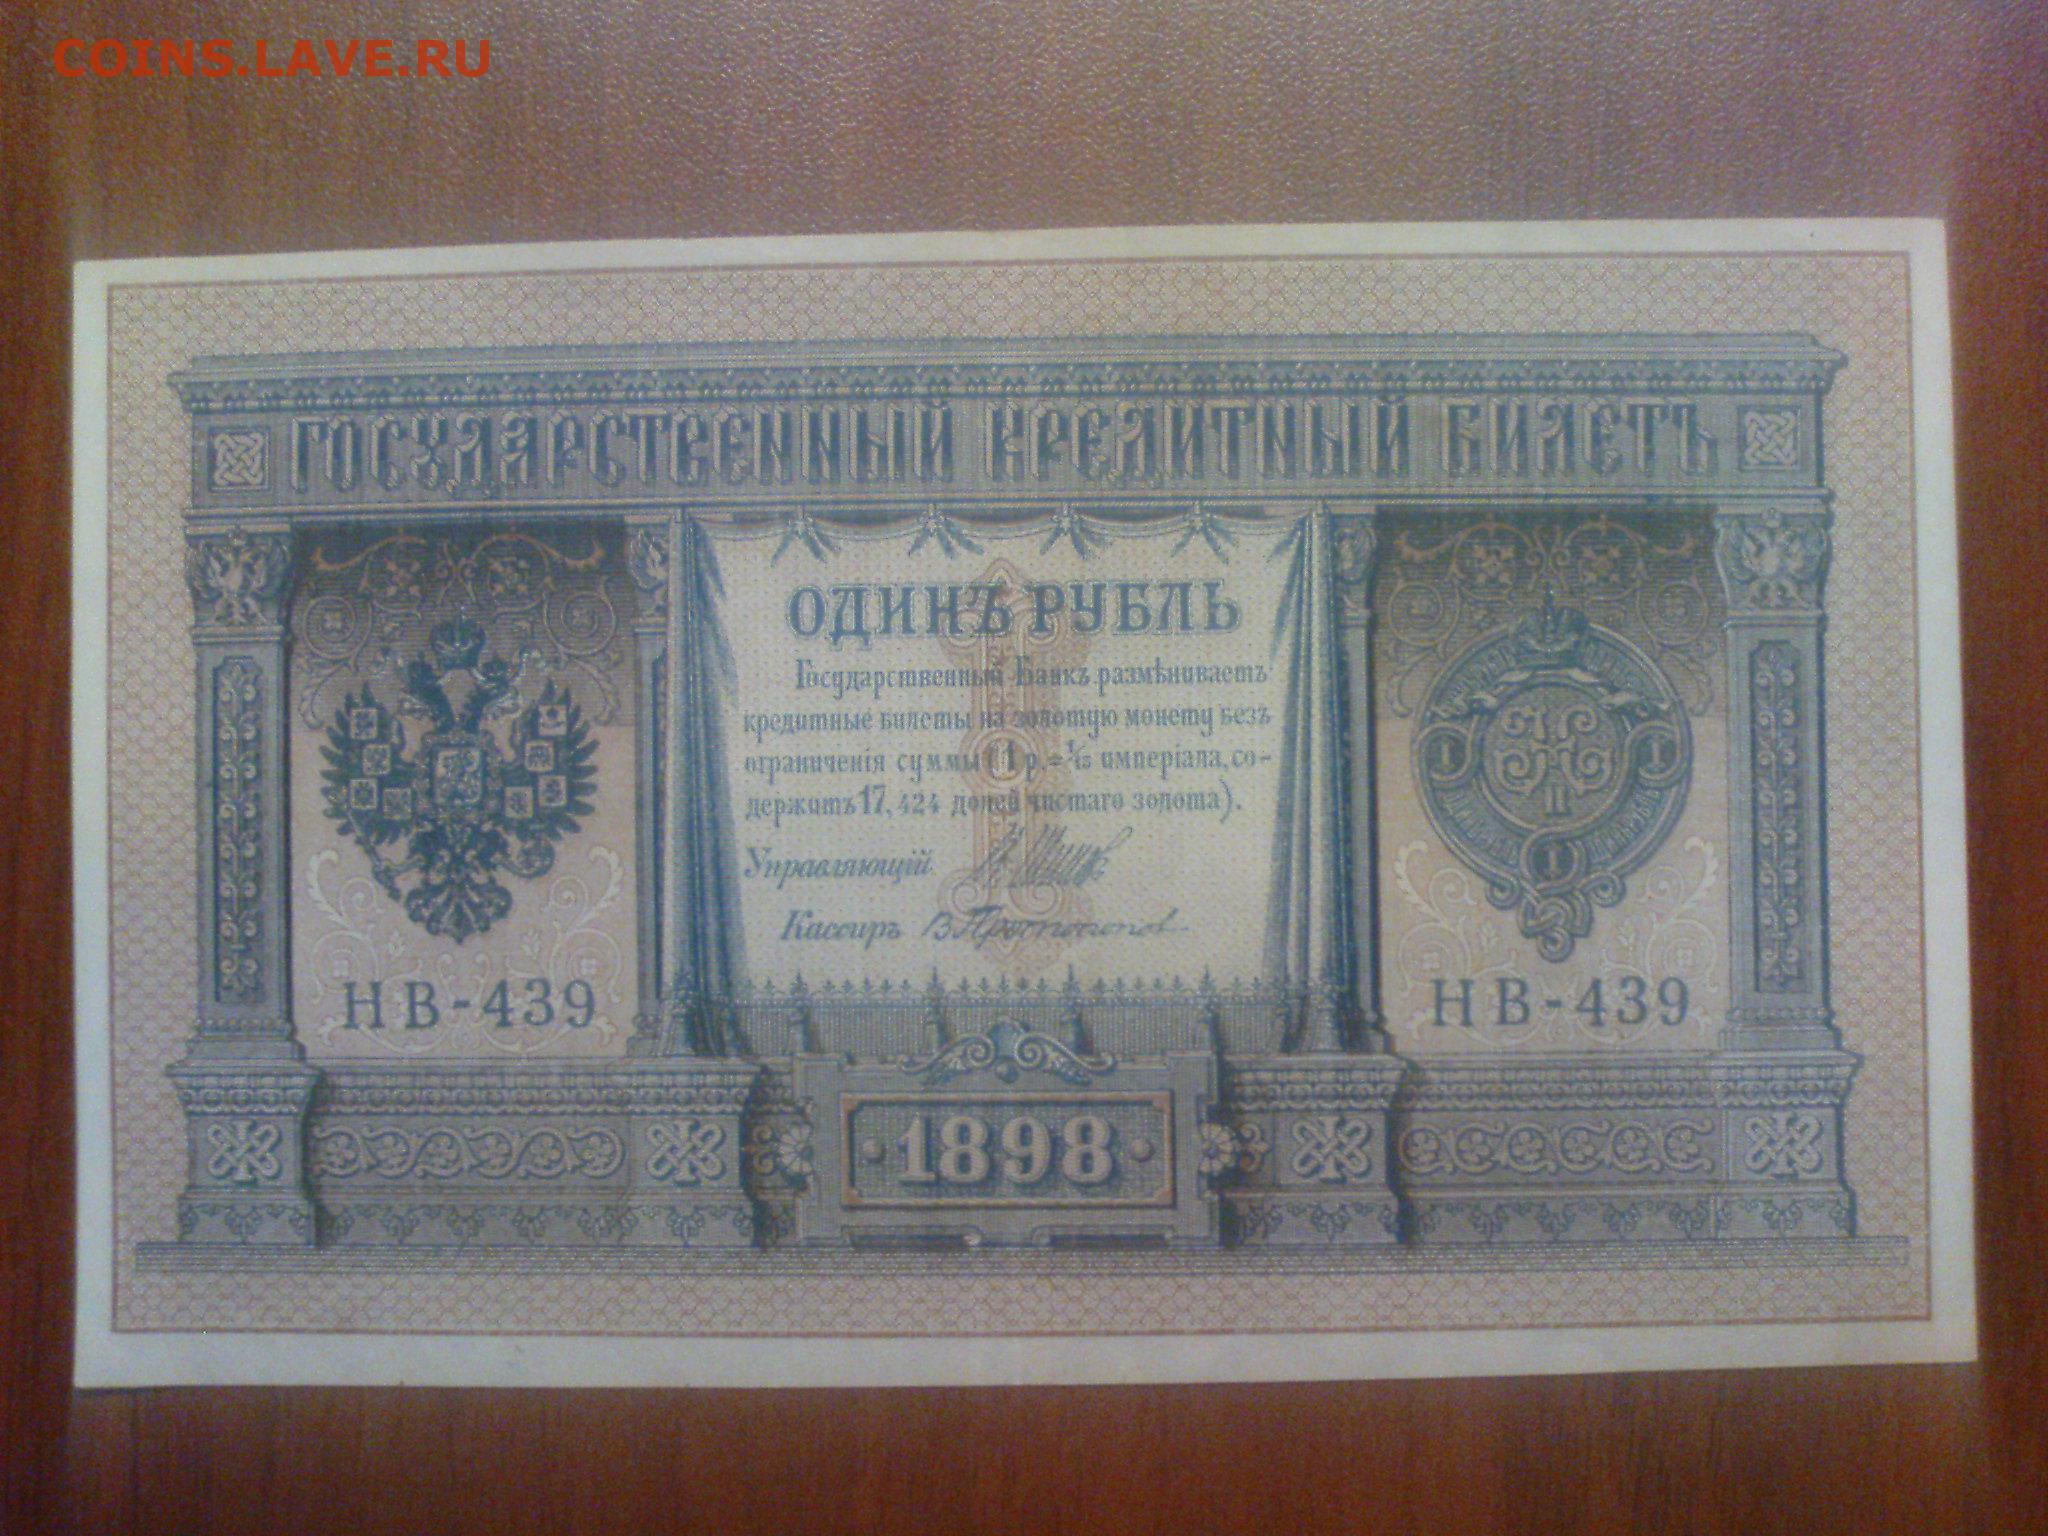 COINS.LAVE.RU
ГОСУДАРСТВЕННЫЙ КРЕДИТНЫЙ БИЛЕТЪ
ОДИНЪ РУБЛЬ
Государственный Банкъ размѣниваетъ
кредитные билеты на золотую монету безъ
ограниченія суммы (1 р. = 1/15 имперіала, со-
держитъ 17, 424 долей чистаго золота).
Управляющій
Кассиръ В. Протопопов
НВ-439
НВ-439
1898